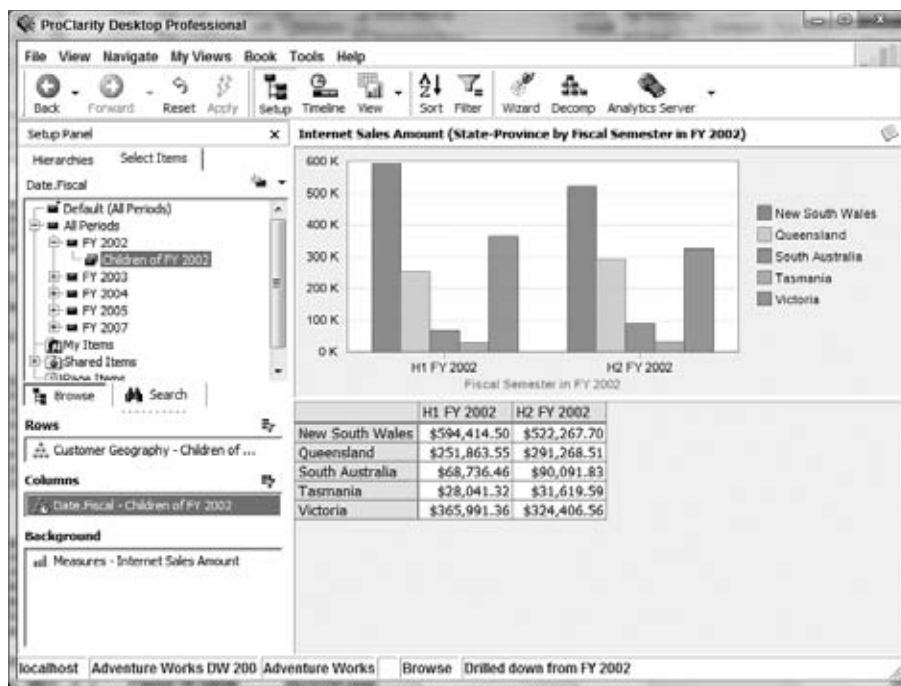 ProClarity Desktop Professional
File View Navigate My Views Book Tools Help
Back Forward Reset Apply Setup Timeline View Sort Filter Wizard Decomp Analytics Server
Setup Panel x
Hierarchies Select Items
Date.Fiscal
Default (All Periods)
All Periods
FY 2002
Children of FY 2002
FY 2003
FY 2004
FY 2005
FY 2007
My Items
Shared Items
Page Items
Browse Search
Rows
Customer Geography - Children of ...
Columns
Date.Fiscal - Children of FY 2002
Background
Measures - Internet Sales Amount
Internet Sales Amount (State-Province by Fiscal Semester in FY 2002)
600 K
500 K
400 K
300 K
200 K
100 K
0 K
H1 FY 2002 H2 FY 2002
Fiscal Semester in FY 2002
New South Wales
Queensland
South Australia
Tasmania
Victoria
H1 FY 2002 H2 FY 2002
New South Wales $594,414.50 $522,267.70
Queensland $251,863.55 $291,268.51
South Australia $68,736.46 $90,091.83
Tasmania $28,041.32 $31,619.59
Victoria $365,991.36 $324,406.56
localhost Adventure Works DW 200 Adventure Works Browse Drilled down from FY 2002